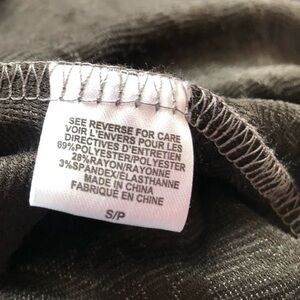 SEE REVERSE FOR CARE
VOIR L'ENVERS POUR LES
DIRECTIVES D'ENTRETIEN
69%POLYESTER/POLYESTER
28%RAYON/RAYONNE
3%SPANDEX/ELASTHANNE
MADE IN CHINA
FABRIQUÉ EN CHINE
S/P